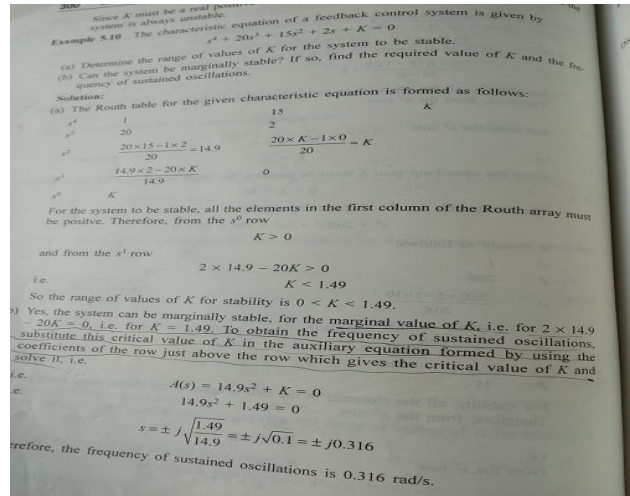 300
Since K must be a real
system is always unstable.
Example 5.10 The characteristic equation of a feedback control system is given by
s⁴ + 20s³ + 15s² + 2s + K = 0
(a) Determine the range of values of K for the system to be stable.
(b) Can the system be marginally stable? If so, find the required value of K and the fre-
quency of sustained oscillations.
Solution:
(a) The Routh table for the given characteristic equation is formed as follows:
s⁴ 1 15 K
s³ 20 2
s² (20×15−1×2)/20 = 14.9 (20×K−1×0)/20 = K
s¹ (14.9×2−20×K)/14.9 0
s⁰ K
For the system to be stable, all the elements in the first column of the Routh array must
be positve. Therefore, from the s⁰ row
K > 0
and from the s¹ row
2 × 14.9 − 20K > 0
i.e. K < 1.49
So the range of values of K for stability is 0 < K < 1.49.
) Yes, the system can be marginally stable, for the marginal value of K, i.e. for 2 × 14.9
− 20K = 0, i.e. for K = 1.49. To obtain the frequency of sustained oscillations,
substitute this critical value of K in the auxiliary equation formed by using the
coefficients of the row just above the row which gives the critical value of K and
solve it, i.e.
A(s) = 14.9s² + K = 0
i.e. 14.9s² + 1.49 = 0
e. s = ± j√(1.49/14.9) = ± j√0.1 = ± j0.316
erefore, the frequency of sustained oscillations is 0.316 rad/s.